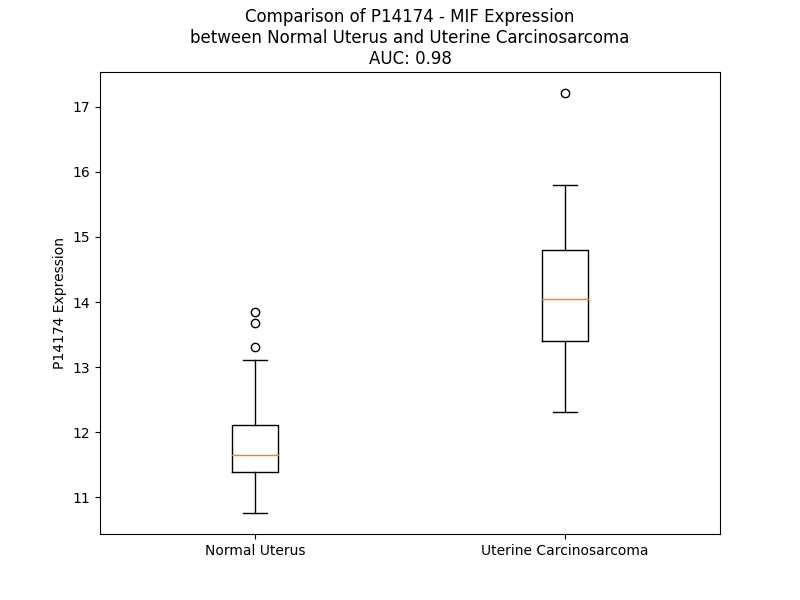 Comparison of P14174 - MIF Expression
between Normal Uterus and Uterine Carcinosarcoma
AUC: 0.98
17
16
15
14
13
12
11
P14174 Expression
Normal Uterus
Uterine Carcinosarcoma